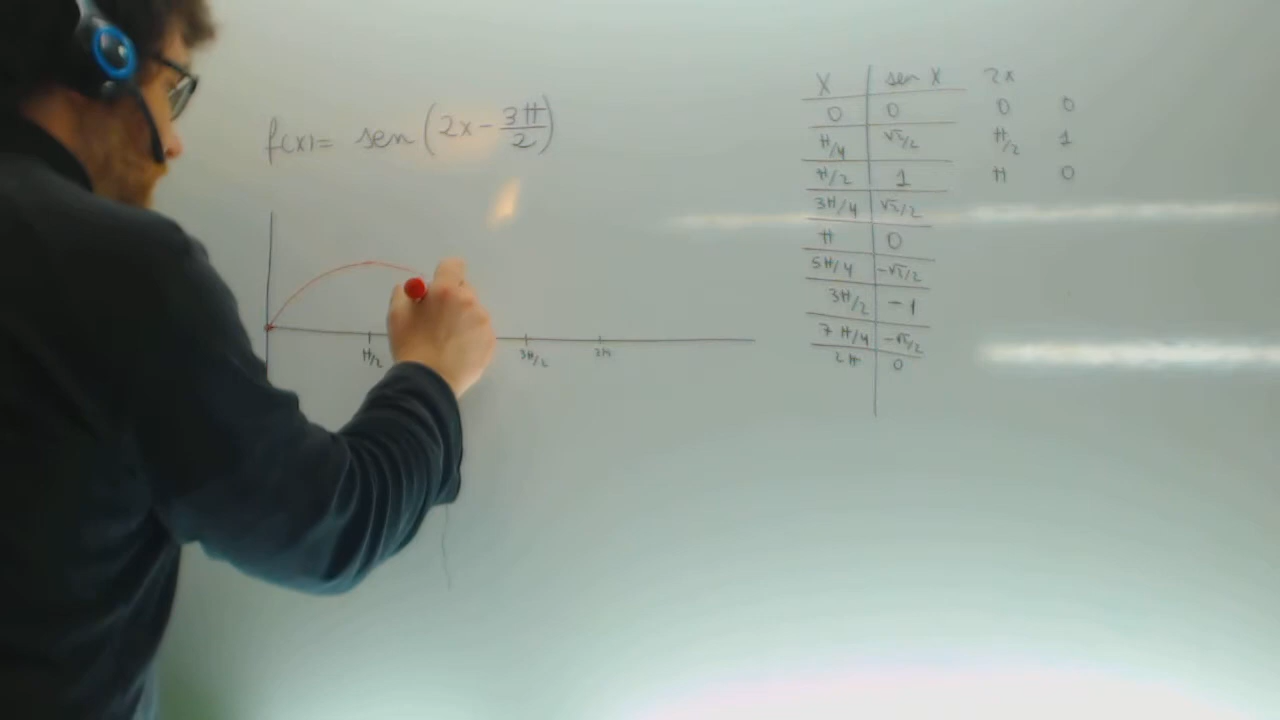 f(x) = sen(2x - 3π/2)
x sen x 2x
0 0 0 0
π/4 √2/2 π/2 1
π/2 1 π 0
3π/4 √2/2
π 0
5π/4 -√2/2
3π/2 -1
7π/4 -√2/2
2π 0
π/2 3π/2 2π